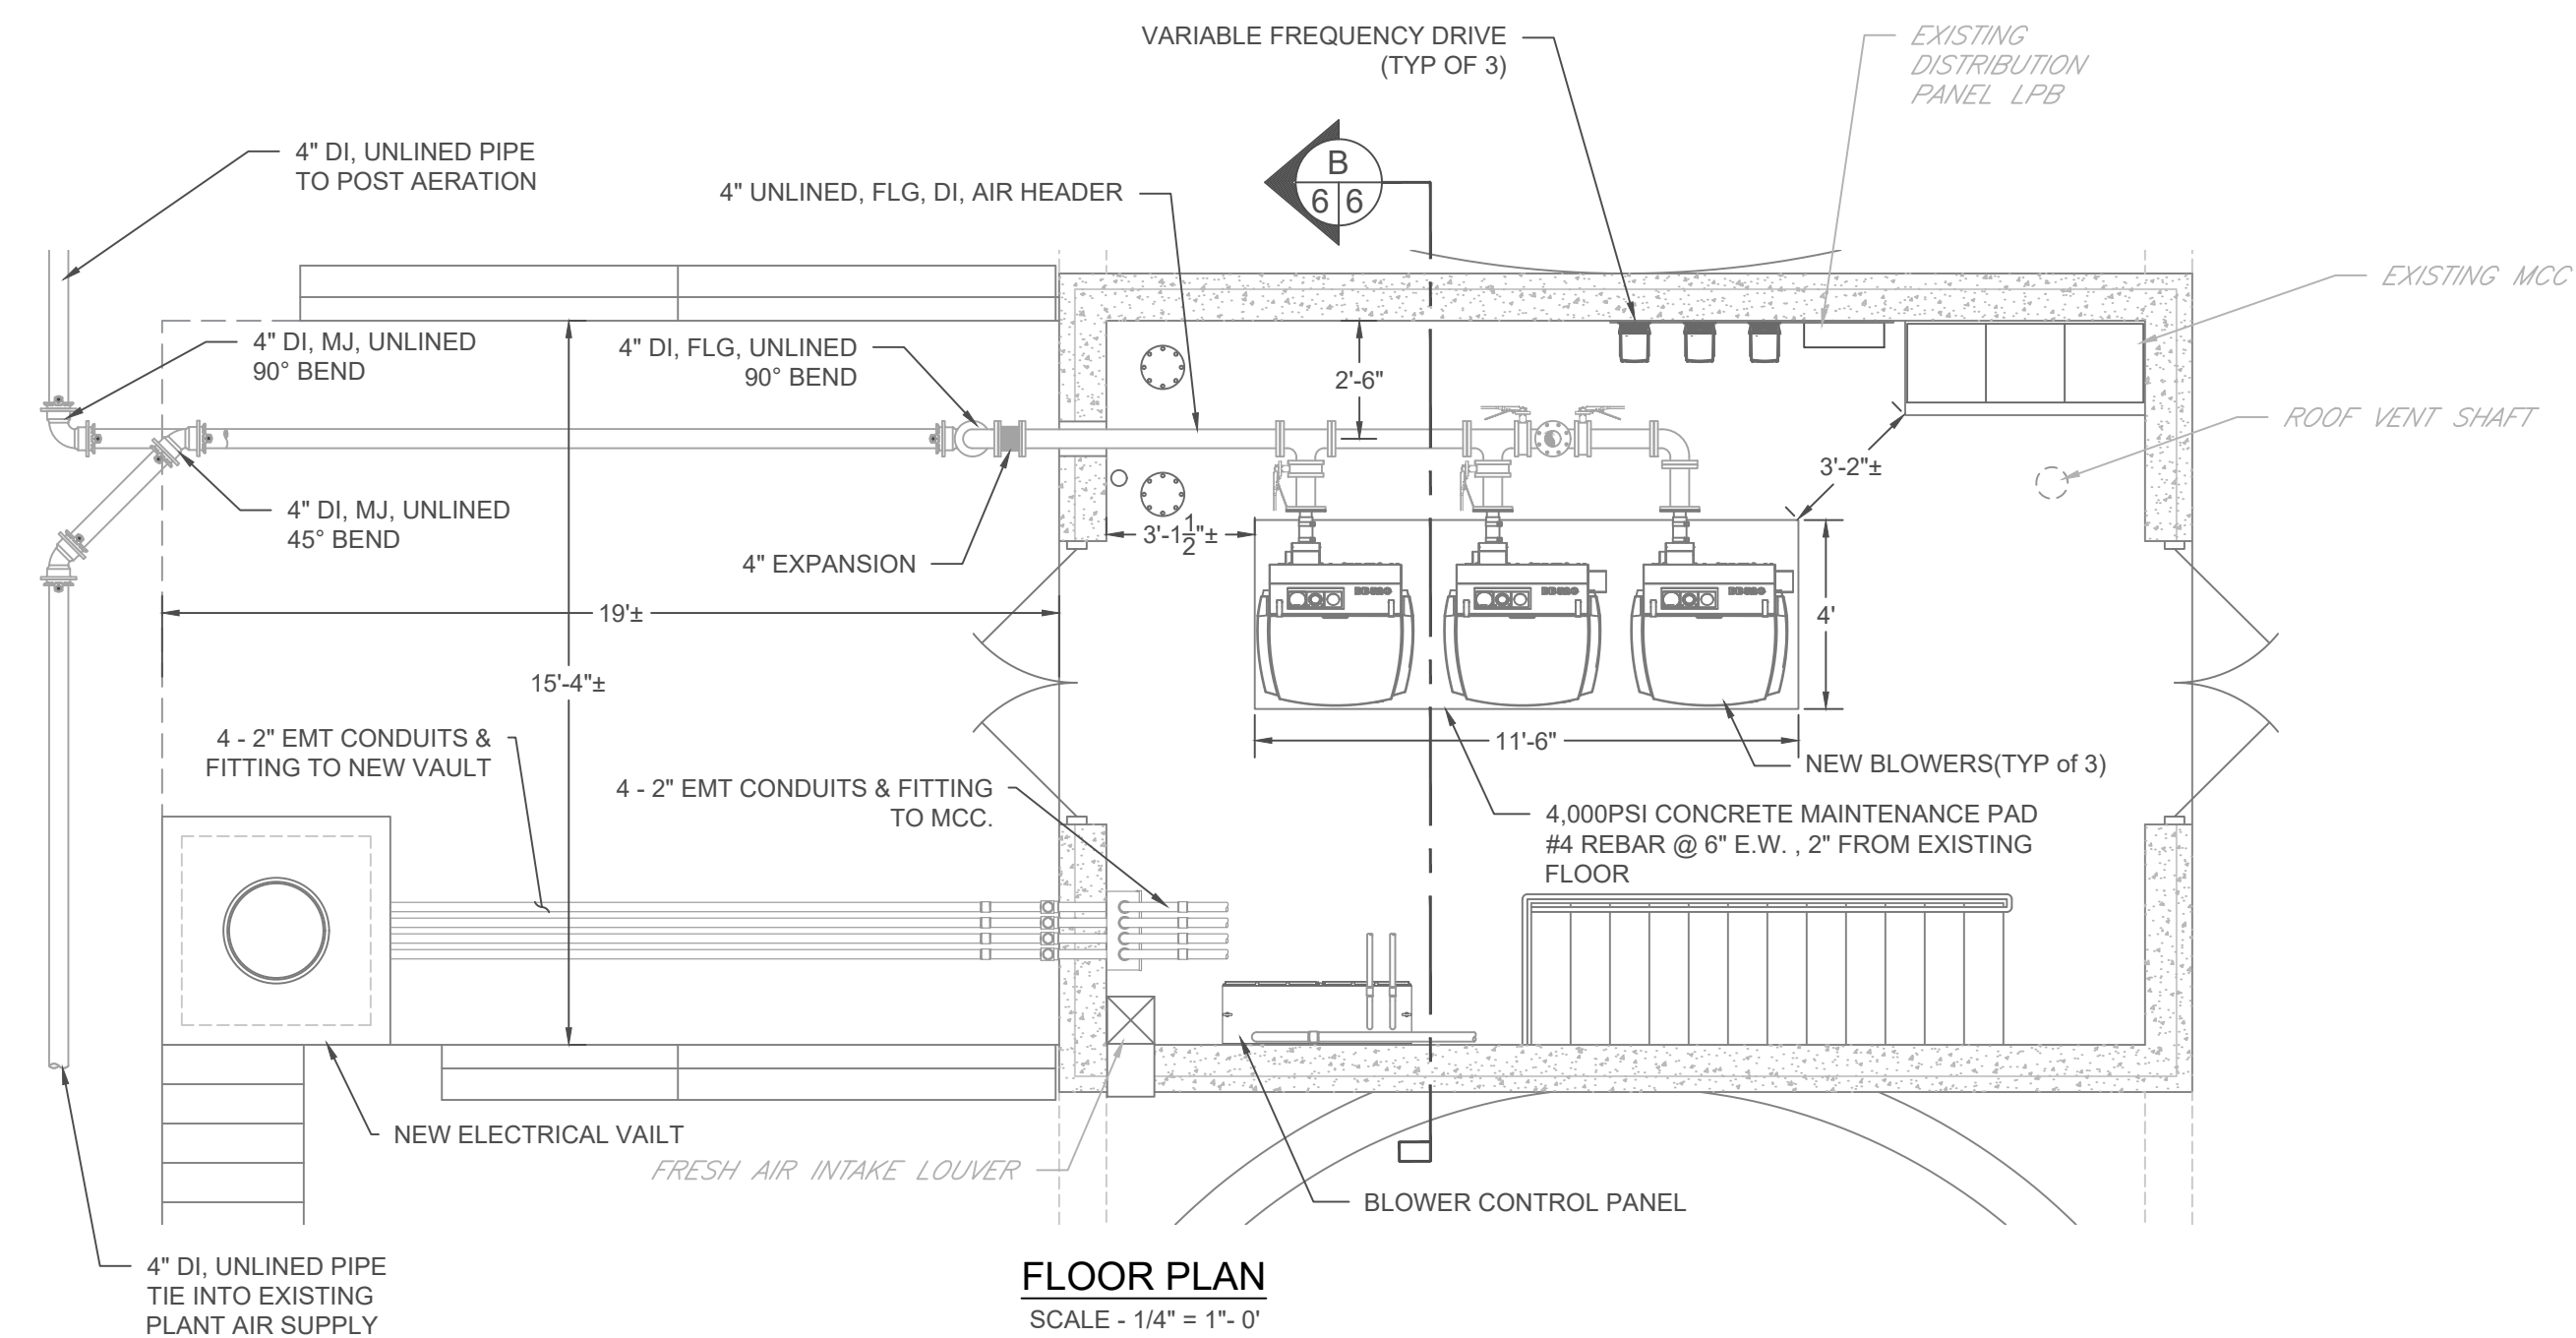 VARIABLE FREQUENCY DRIVE
(TYP OF 3)
EXISTING
DISTRIBUTION
PANEL LPB
4" DI, UNLINED PIPE
TO POST AERATION
4" UNLINED, FLG, DI, AIR HEADER
B
6 6
EXISTING MCC
4" DI, MJ, UNLINED
90° BEND
4" DI, FLG, UNLINED
90° BEND
2'-6"
ROOF VENT SHAFT
3'-2"±
4" DI, MJ, UNLINED
45° BEND
3'-1 1/2"±
4" EXPANSION
19'±
4'
15'-4"±
11'-6"
4 - 2" EMT CONDUITS &
FITTING TO NEW VAULT
NEW BLOWERS(TYP of 3)
4 - 2" EMT CONDUITS & FITTING
TO MCC.
4,000PSI CONCRETE MAINTENANCE PAD
#4 REBAR @ 6" E.W. , 2" FROM EXISTING
FLOOR
NEW ELECTRICAL VAILT
FRESH AIR INTAKE LOUVER
BLOWER CONTROL PANEL
4" DI, UNLINED PIPE
TIE INTO EXISTING
PLANT AIR SUPPLY
FLOOR PLAN
SCALE - 1/4" = 1"- 0'